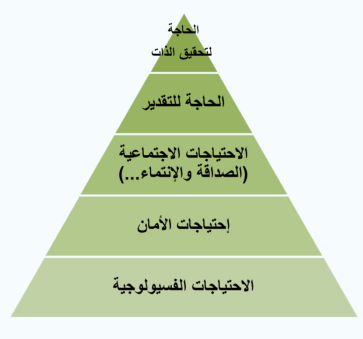 الحاجة
لتحقيق الذات
الحاجة للتقدير
الاحتياجات الاجتماعية
(الصداقة والإنتماء...)
إحتياجات الأمان
الاحتياجات الفسيولوجية